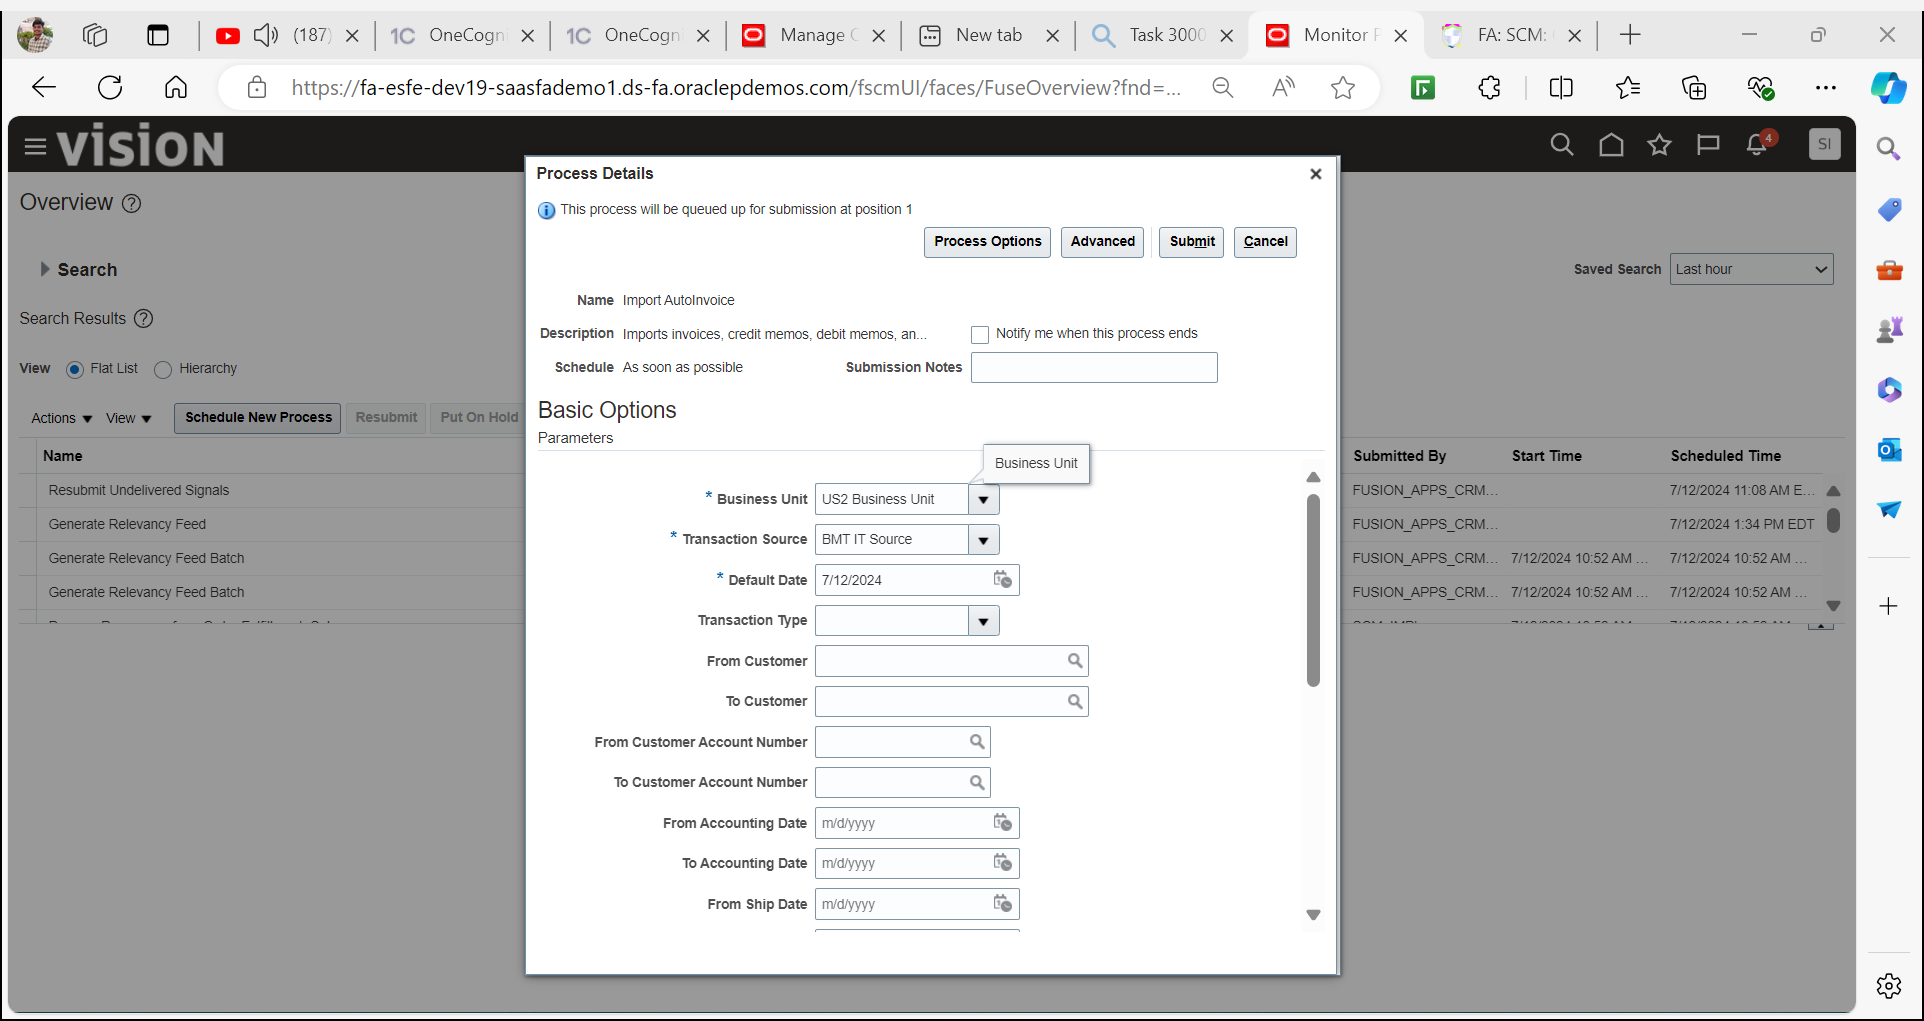 (187)
OneCogni
OneCogn
Manage C
New tab
Task 3000
Monitor P
FA: SCM:
https://fa-esfe-dev19-saasfademo1.ds-fa.oraclepdemos.com/fscmUI/faces/FuseOverview?fnd=...
vision
4
SI
Overview
Search
Saved Search Last hour
Search Results
View Flat List Hierarchy
Actions View Schedule New Process Resubmit Put On Hold
Name Submitted By Start Time Scheduled Time
Resubmit Undelivered Signals FUSION_APPS_CRM... 7/12/2024 11:08 AM E...
Generate Relevancy Feed FUSION_APPS_CRM... 7/12/2024 1:34 PM EDT
Generate Relevancy Feed Batch FUSION_APPS_CRM... 7/12/2024 10:52 AM ... 7/12/2024 10:52 AM ...
Generate Relevancy Feed Batch FUSION_APPS_CRM... 7/12/2024 10:52 AM ... 7/12/2024 10:52 AM ...
Process Details
This process will be queued up for submission at position 1
Process Options Advanced Submit Cancel
Name Import AutoInvoice
Description Imports invoices, credit memos, debit memos, an... Notify me when this process ends
Schedule As soon as possible Submission Notes
Basic Options
Parameters
Business Unit
* Business Unit US2 Business Unit
* Transaction Source BMT IT Source
* Default Date 7/12/2024
Transaction Type
From Customer
To Customer
From Customer Account Number
To Customer Account Number
From Accounting Date m/d/yyyy
To Accounting Date m/d/yyyy
From Ship Date m/d/yyyy